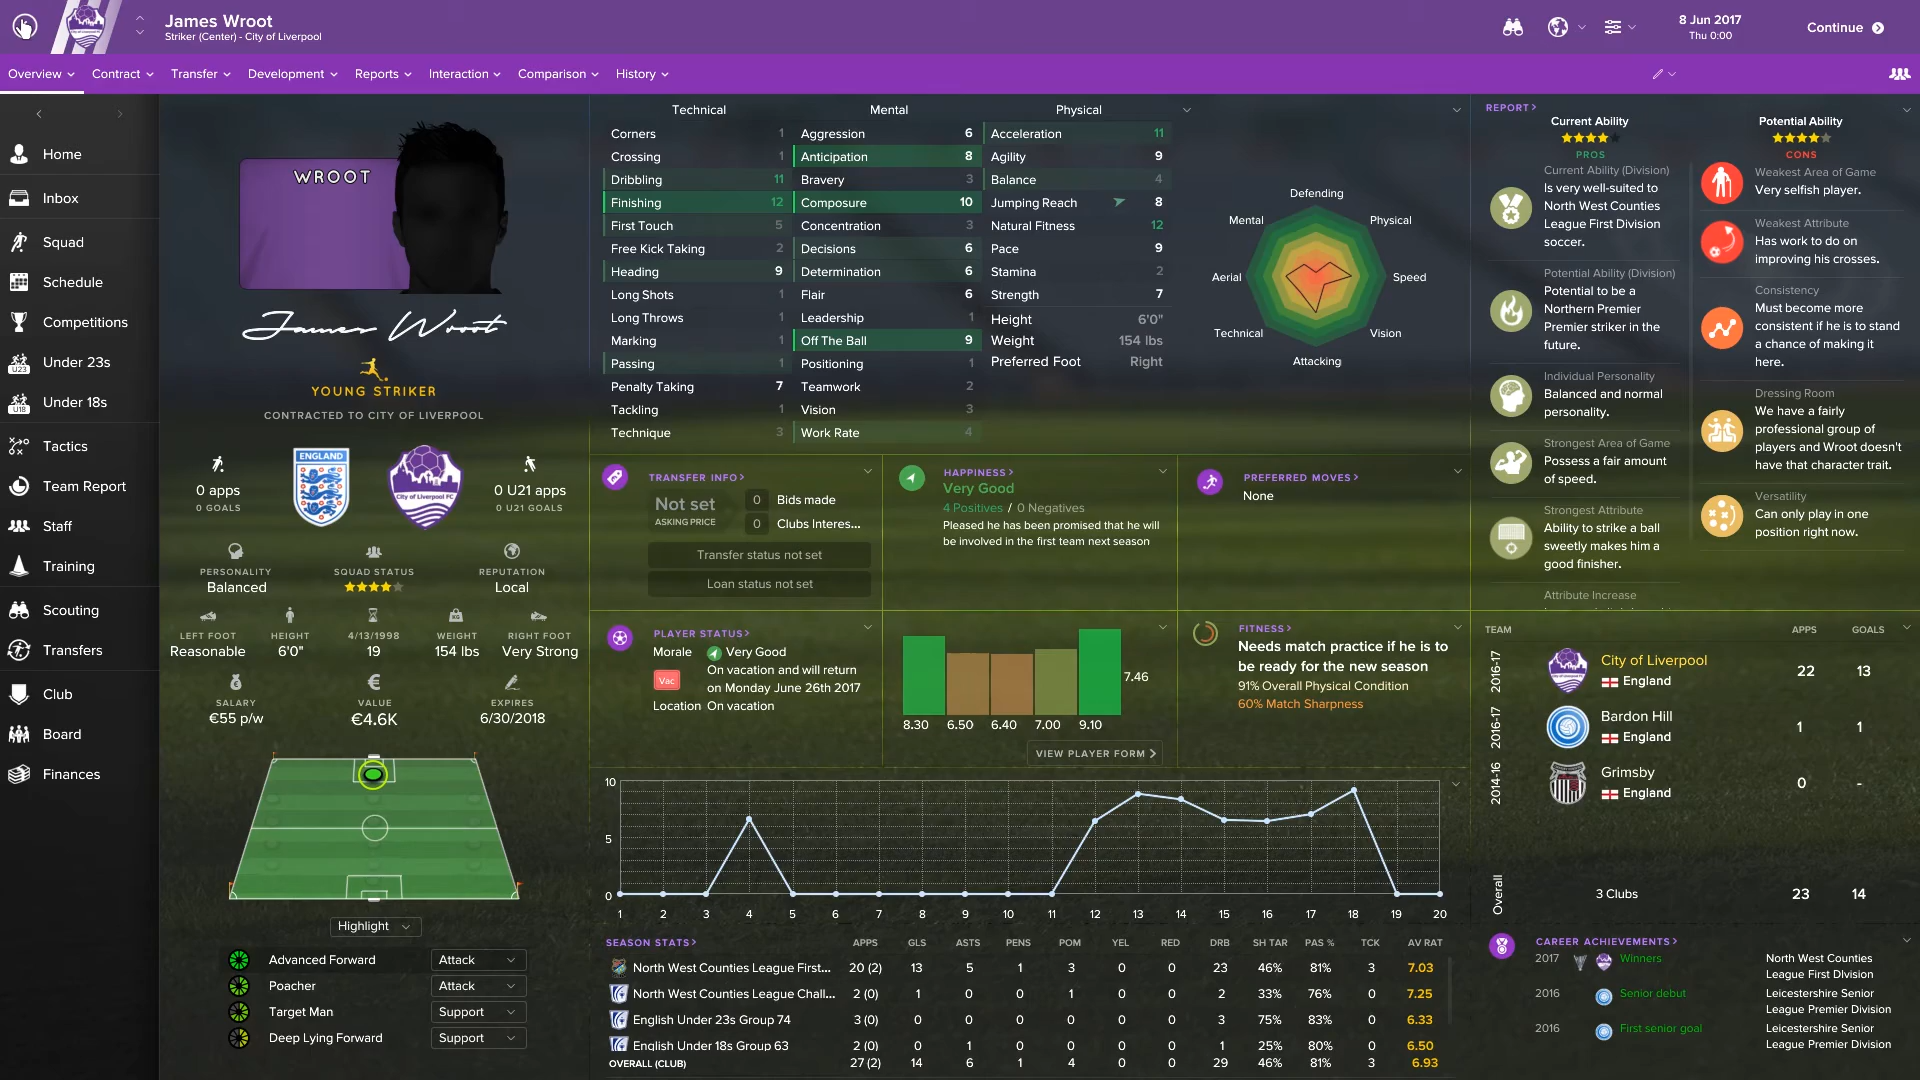 James Wroot
Striker (Center) - City of Liverpool
8 Jun 2017
Thu 0:00
Continue
Overview
Contract
Transfer
Development
Reports
Interaction
Comparison
History
Home
Inbox
Squad
Schedule
Competitions
U23
Under 23s
U18
Under 18s
Tactics
Team Report
Staff
Training
Scouting
Transfers
Club
Board
Finances
WROOT
James Wroot
YOUNG STRIKER
CONTRACTED TO CITY OF LIVERPOOL
0 apps
0 GOALS
ENGLAND
City of Liverpool FC
0 U21 apps
0 U21 GOALS
PERSONALITY
Balanced
SQUAD STATUS
REPUTATION
Local
LEFT FOOT
Reasonable
HEIGHT
6'0"
4/13/1998
19
KG
WEIGHT
154 lbs
RIGHT FOOT
Very Strong
SALARY
€55 p/w
VALUE
€4.6K
EXPIRES
6/30/2018
Highlight
Advanced Forward Attack
Poacher Attack
Target Man Support
Deep Lying Forward Support
Technical
Corners 1
Crossing 1
Dribbling 11
Finishing 12
First Touch 5
Free Kick Taking 2
Heading 9
Long Shots 1
Long Throws 1
Marking 1
Passing 1
Penalty Taking 7
Tackling 1
Technique 3
Mental
Aggression 6
Anticipation 8
Bravery 3
Composure 10
Concentration 3
Decisions 6
Determination 6
Flair 6
Leadership 1
Off The Ball 9
Positioning 1
Teamwork 2
Vision 3
Work Rate 4
Physical
Acceleration 11
Agility 9
Balance 4
Jumping Reach 8
Natural Fitness 12
Pace 9
Stamina 2
Strength 7
Height 6'0"
Weight 154 lbs
Preferred Foot Right
Defending
Physical
Speed
Vision
Attacking
Technical
Aerial
Mental
TRANSFER INFO>
Not set
ASKING PRICE
0 Bids made
0 Clubs Interes...
Transfer status not set
Loan status not set
HAPPINESS>
Very Good
4 Positives / 0 Negatives
Pleased he has been promised that he will
be involved in the first team next season
PREFERRED MOVES>
None
PLAYER STATUS>
Morale Very Good
Vac
On vacation and will return
on Monday June 26th 2017
Location On vacation
7.46
8.30 6.50 6.40 7.00 9.10
VIEW PLAYER FORM >
FITNESS>
Needs match practice if he is to
be ready for the new season
91% Overall Physical Condition
60% Match Sharpness
10
5
0
1 2 3 4 5 6 7 8 9 10 11 12 13 14 15 16 17 18 19 20
SEASON STATS> APPS GLS ASTS PENS POM YEL RED DRB SH TAR PAS % TCK AV RAT
North West Counties League First... 20 (2) 13 5 1 3 0 0 23 46% 81% 3 7.03
North West Counties League Chall... 2 (0) 1 0 0 1 0 0 2 33% 76% 0 7.25
English Under 23s Group 74 3 (0) 0 0 0 0 0 0 3 75% 83% 0 6.33
English Under 18s Group 63 2 (0) 0 1 0 0 0 0 1 25% 80% 0 6.50
OVERALL (CLUB) 27 (2) 14 6 1 4 0 0 29 46% 81% 3 6.93
REPORT>
Current Ability
PROS
Current Ability (Division)
Is very well-suited to
North West Counties
League First Division
soccer.
Potential Ability (Division)
Potential to be a
Northern Premier
Premier striker in the
future.
Individual Personality
Balanced and normal
personality.
Strongest Area of Game
Possess a fair amount
of speed.
Strongest Attribute
Ability to strike a ball
sweetly makes him a
good finisher.
Attribute Increase
Potential Ability
CONS
Weakest Area of Game
Very selfish player.
Weakest Attribute
Has work to do on
improving his crosses.
Consistency
Must become more
consistent if he is to stand
a chance of making it
here.
Dressing Room
We have a fairly
professional group of
players and Wroot doesn't
have that character trait.
Versatility
Can only play in one
position right now.
TEAM APPS GOALS
2016-17 City of Liverpool 22 13
England
2016-17 Bardon Hill 1 1
England
2014-16 Grimsby 0 -
England
Overall 3 Clubs 23 14
CAREER ACHIEVEMENTS>
2017 Winners North West Counties
League First Division
2016 Senior debut Leicestershire Senior
League Premier Division
2016 First senior goal Leicestershire Senior
League Premier Division